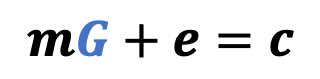 mG + e = c